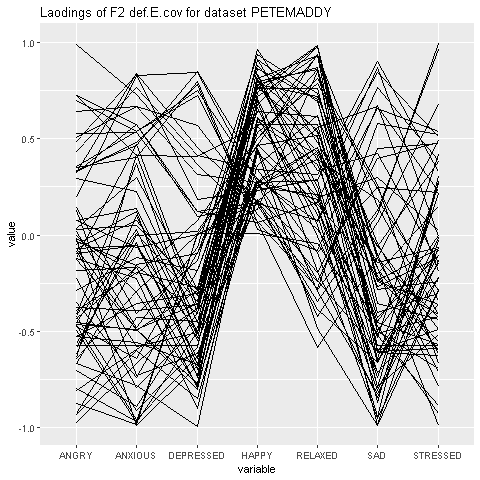 Laodings of F2 def.E.cov for dataset PETEMADDY
1.0
0.5
0.0
-0.5
-1.0
value
ANGRY ANXIOUS DEPRESSED HAPPY RELAXED SAD STRESSED
variable